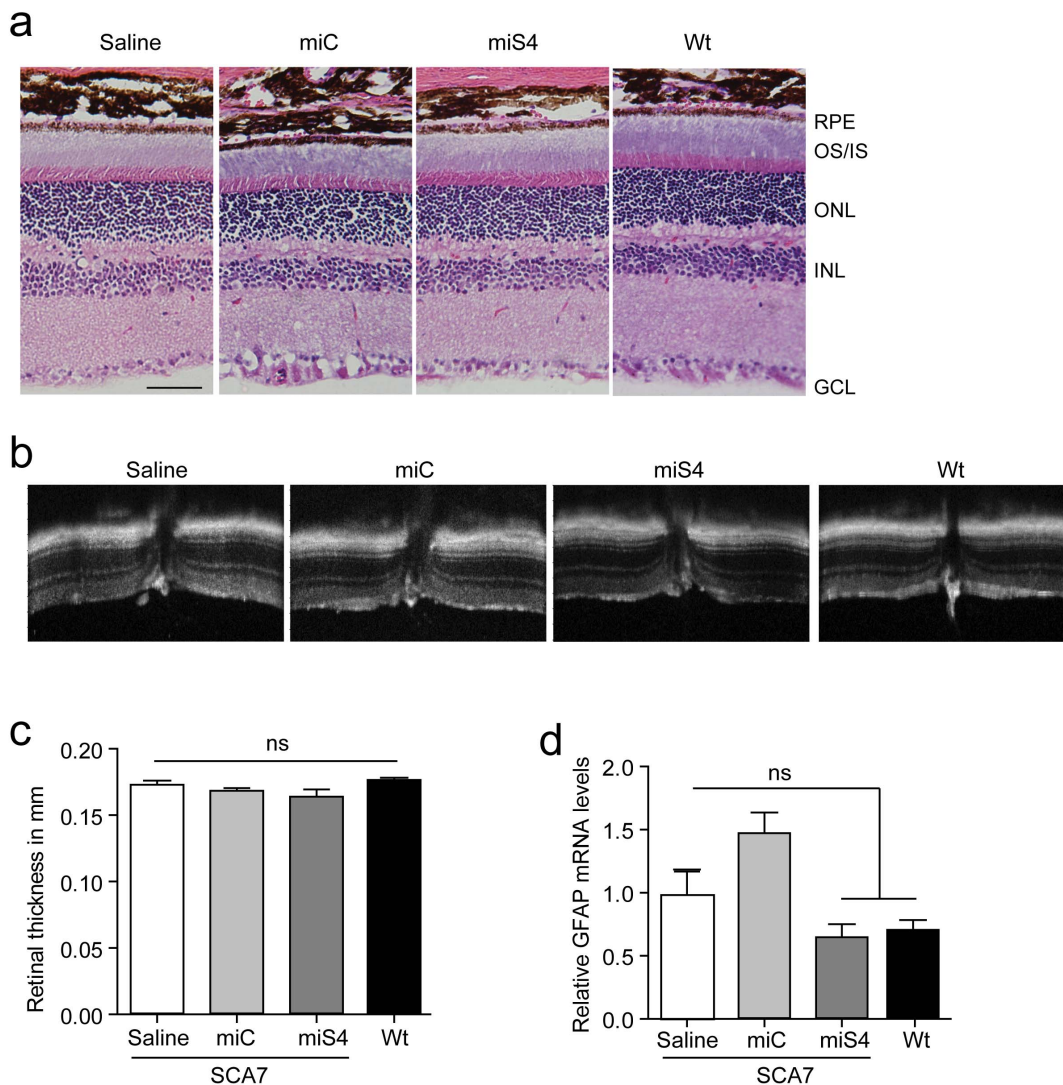 a
Saline miC miS4 Wt
RPE
OS/IS
ONL
INL
GCL
b
Saline miC miS4 Wt
c
ns
Retinal thickness in mm
0.20
0.15
0.10
0.05
0.00
Saline miC miS4 Wt
SCA7
d
ns
Relative GFAP mRNA levels
2.0
1.5
1.0
0.5
0.0
Saline miC miS4 Wt
SCA7